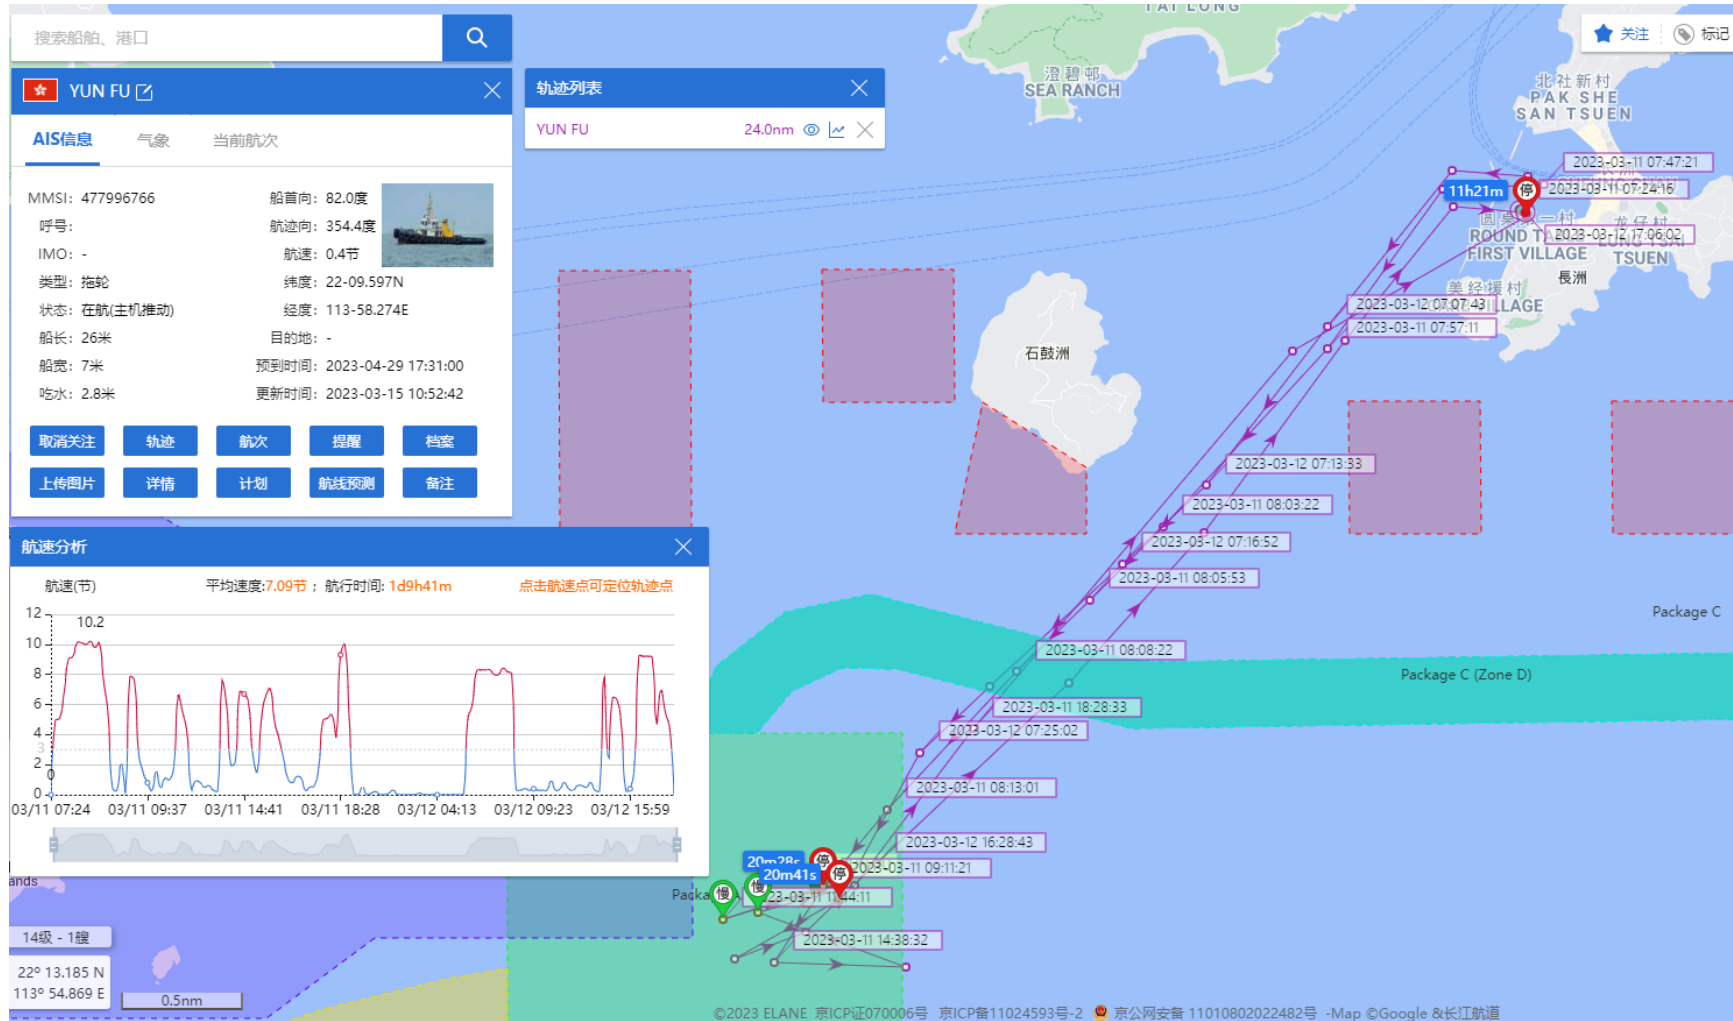 TAI LONG
搜索船舶、港口
关注
标记
YUN FU
轨迹列表
YUN FU
24.0nm
澄碧邨
SEA RANCH
北社新村
PAK SHE
SAN TSUEN
AIS信息
气象
当前航次
MMSI: 477996766
船首向: 82.0度
呼号:
航迹向: 354.4度
IMO: -
航速: 0.4节
类型: 拖轮
纬度: 22-09.597N
状态: 在航(主机推动)
经度: 113-58.274E
船长: 26米
目的地: -
船宽: 7米
预到时间: 2023-04-29 17:31:00
吃水: 2.8米
更新时间: 2023-03-15 10:52:42
取消关注
轨迹
航次
提醒
档案
上传图片
详情
计划
航线预测
备注
2023-03-11 07:47:21
11h21m
停
2023-03-11 07:24:16
龙仔村
2023-03-12 17:06:02
ROUND
LUNG TSAI
FIRST VILLAGE
TSUEN
長洲
美经援村
VILLAGE
2023-03-12 07:07:43
2023-03-11 07:57:11
石鼓洲
2023-03-12 07:13:33
2023-03-11 08:03:22
2023-03-12 07:16:52
2023-03-11 08:05:53
航速分析
航速(节)
平均速度:7.09节 ; 航行时间: 1d9h41m
点击航速点可定位轨迹点
12
10.2
10
8
6
4
3
2
0
0
03/11 07:24
03/11 09:37
03/11 14:41
03/11 18:28
03/12 04:13
03/12 09:23
03/12 15:59
Package C
2023-03-11 08:08:22
Package C (Zone D)
2023-03-11 18:28:33
2023-03-12 07:25:02
2023-03-11 08:13:01
2023-03-12 16:28:43
20m28s
停
2023-03-11 09:11:21
20m41s
停
ands
慢
慢
2023-03-11 14:38:32
14级 - 1艘
22º 13.185 N
113º 54.869 E
0.5nm
©2023 ELANE 京ICP证070006号 京ICP备11024593号-2 京公网安备 11010802022482号 -Map ©Google &长江航道